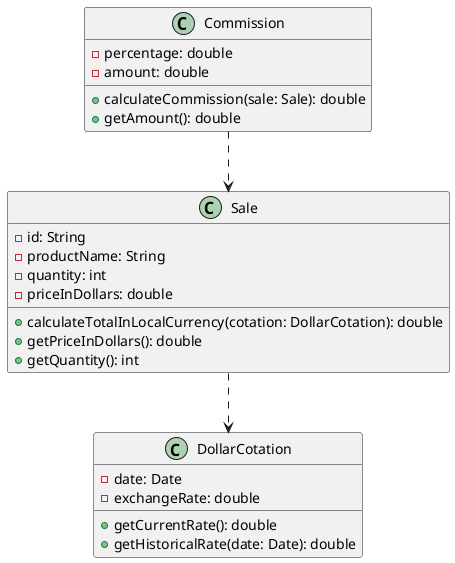 C Commission
percentage: double
amount: double
calculateCommission(sale: Sale): double
getAmount(): double
C Sale
id: String
productName: String
quantity: int
priceInDollars: double
calculateTotalInLocalCurrency(cotation: DollarCotation): double
getPriceInDollars(): double
getQuantity(): int
C DollarCotation
date: Date
exchangeRate: double
getCurrentRate(): double
getHistoricalRate(date: Date): double